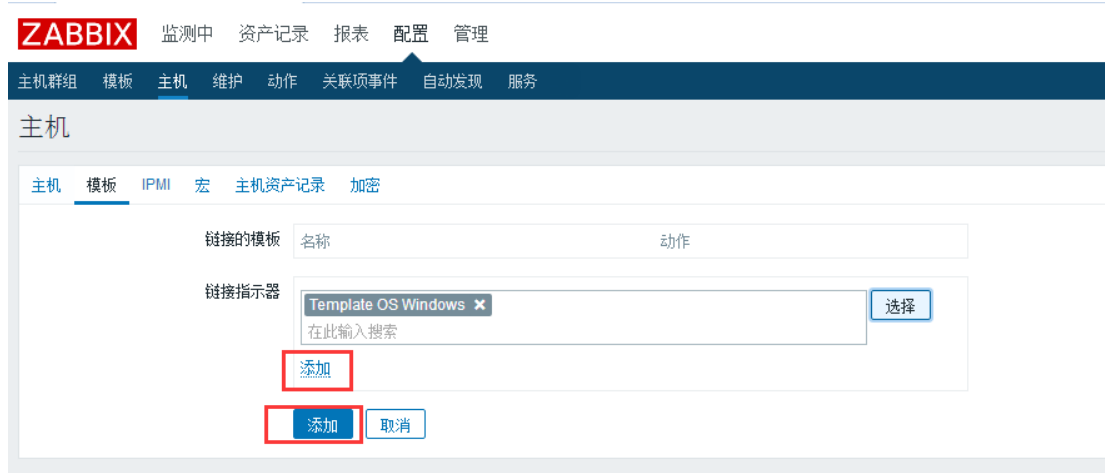 ZABBIX 监测中 资产记录 报表 配置 管理
主机群组 模板 主机 维护 动作 关联项事件 自动发现 服务
主机
主机 模板 IPMI 宏 主机资产记录 加密
链接的模板 名称 动作
链接指示器
Template OS Windows ✕ 选择
在此输入搜索
添加
添加 取消